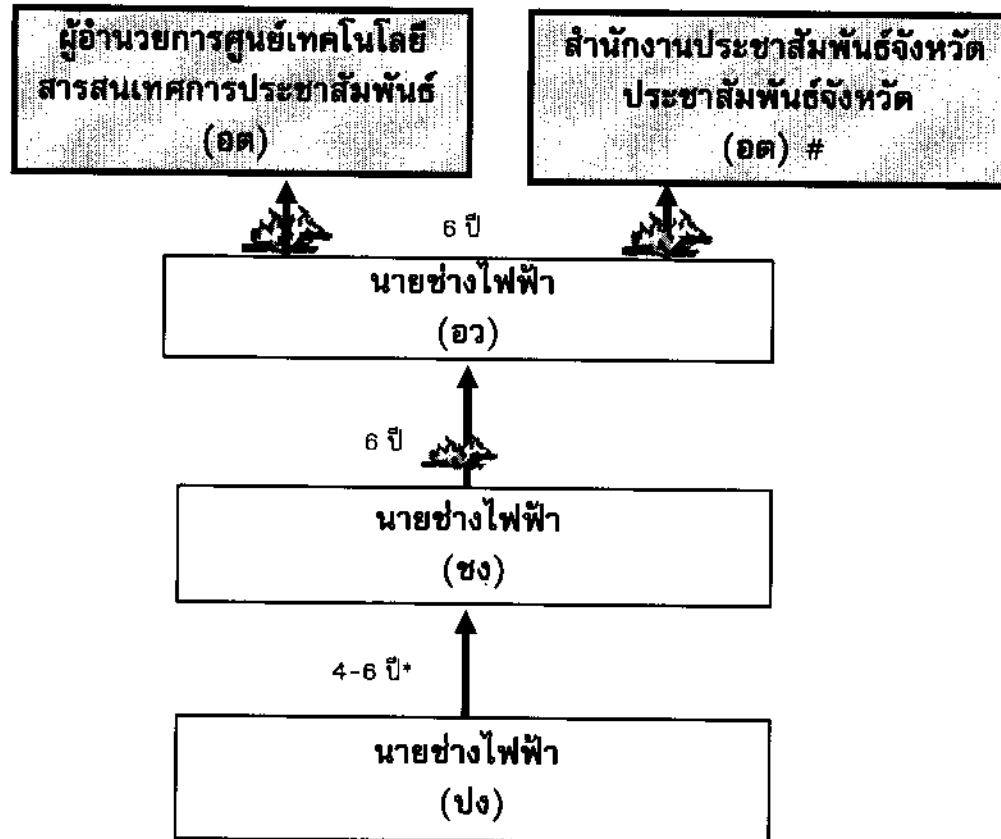 ผู้อำนวยการศูนย์เทคโนโลยี
สารสนเทศการประชาสัมพันธ์
(อต)
สำนักงานประชาสัมพันธ์จังหวัด
ประชาสัมพันธ์จังหวัด
(อต) #
6 ปี
นายช่างไฟฟ้า
(อว)
6 ปี
นายช่างไฟฟ้า
(ชง)
4-6 ปี*
นายช่างไฟฟ้า
(ปง)